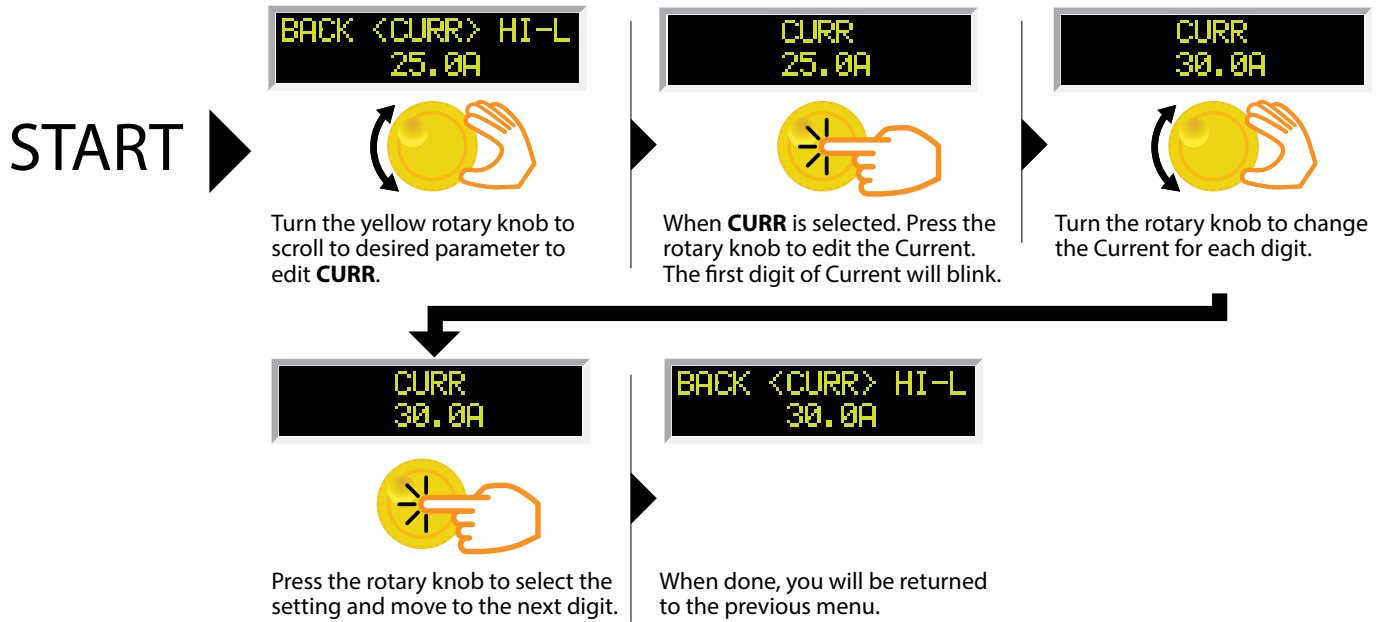 START
BACK <CURR> HI-L
25.0A
Turn the yellow rotary knob to
scroll to desired parameter to
edit CURR.
CURR
25.0A
When CURR is selected. Press the
rotary knob to edit the Current.
The first digit of Current will blink.
CURR
30.0A
Turn the rotary knob to change
the Current for each digit.
CURR
30.0A
Press the rotary knob to select the
setting and move to the next digit.
BACK <CURR> HI-L
30.0A
When done, you will be returned
to the previous menu.